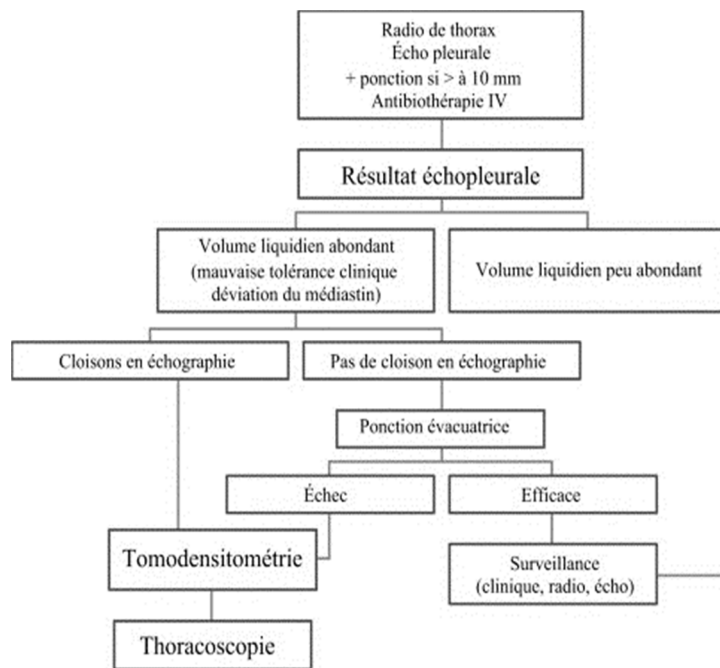 Radio de thorax
Écho pleurale
+ ponction si > à 10 mm
Antibiothérapie IV
Résultat échopleurale
Volume liquidien abondant
(mauvaise tolérance clinique
déviation du médiastin)
Volume liquidien peu abondant
Cloisons en échographie
Pas de cloison en échographie
Ponction évacuatrice
Échec
Efficace
Tomodensitométrie
Surveillance
(clinique, radio, écho)
Thoracoscopie